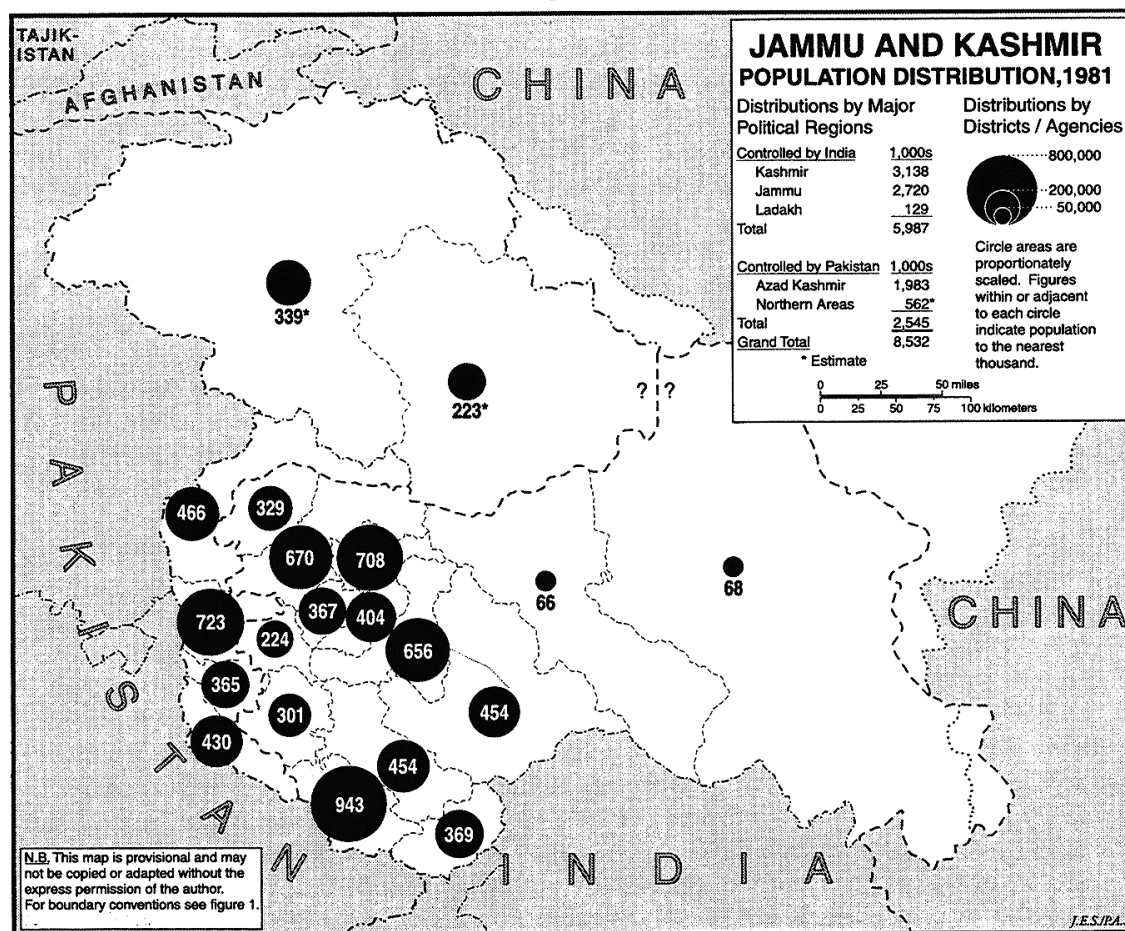 TAJIK-
ISTAN
AFGHANISTAN
CHINA
JAMMU AND KASHMIR
POPULATION DISTRIBUTION,1981
Distributions by Major
Political Regions
Controlled by India 1,000s
Kashmir 3,138
Jammu 2,720
Ladakh 129
Total 5,987
Controlled by Pakistan 1,000s
Azad Kashmir 1,983
Northern Areas 562*
Total 2,545
Grand Total 8,532
* Estimate
Distributions by
Districts / Agencies
800,000
200,000
50,000
Circle areas are
proportionately
scaled. Figures
within or adjacent
to each circle
indicate population
to the nearest
thousand.
0 25 50 miles
0 25 50 75 100 kilometers
339*
223*
? ?
PAKISTAN
466
329
670
708
66
68
723
224
367
404
656
CHINA
365
301
454
430
454
943
369
INDIA
N.B. This map is provisional and may
not be copied or adapted without the
express permission of the author.
For boundary conventions see figure 1.
J.E.S./P.A.